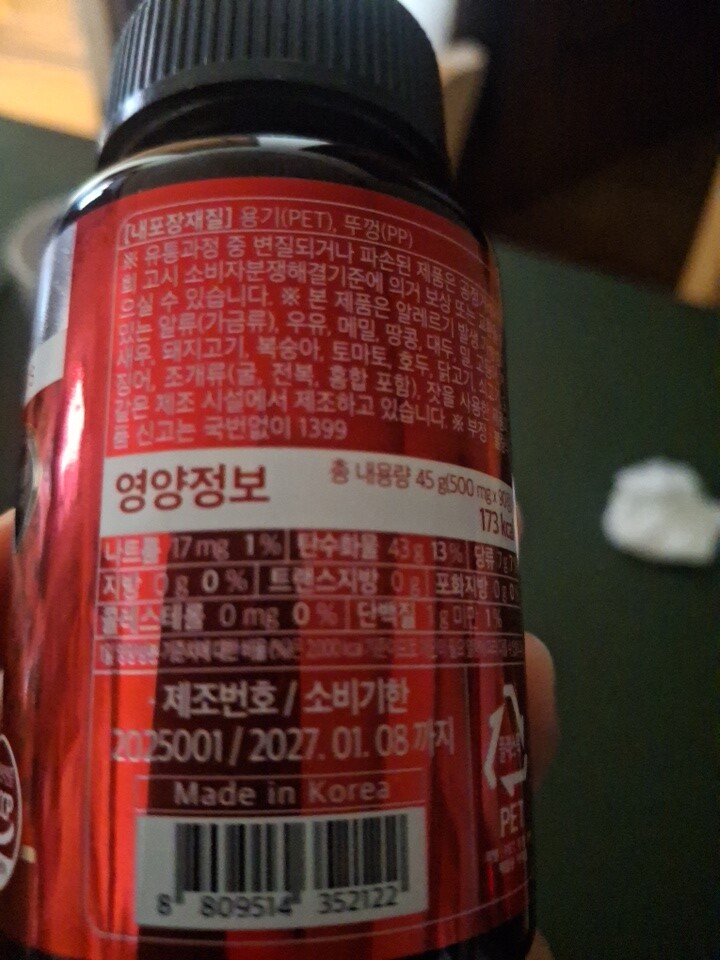 [내포장재질] 용기(PET), 뚜껑(PP)
※ 유통과정 중 변질되거나 파손된 제품은
회 고시 소비자분쟁해결기준에 의거 보상 또는
으실 수 있습니다. ※ 본 제품은 알레르기 발생
있는 알류(가금류), 우유, 메밀, 땅콩, 대두, 밀, 고
새우, 돼지고기, 복숭아, 토마토, 호두, 닭고기,
징어, 조개류(굴, 전복, 홍합 포함), 잣을 사용한
같은 제조 시설에서 제조하고 있습니다. ※ 부정
품 신고는 국번없이 1399
영양정보 총 내용량 45 g(500 mg x 90
173 kcal
나트륨 17 mg 1 % 탄수화물 43 g 13 % 당류 7 g
지방 0 g 0 % 트랜스지방 0 g 포화지방 0 g 0
콜레스테롤 0 mg 0 % 단백질 1 g 미만 1 %
제조번호 / 소비기한
2025001 / 2027. 01. 08 까지
Made in Korea
PET
8 809514 352122